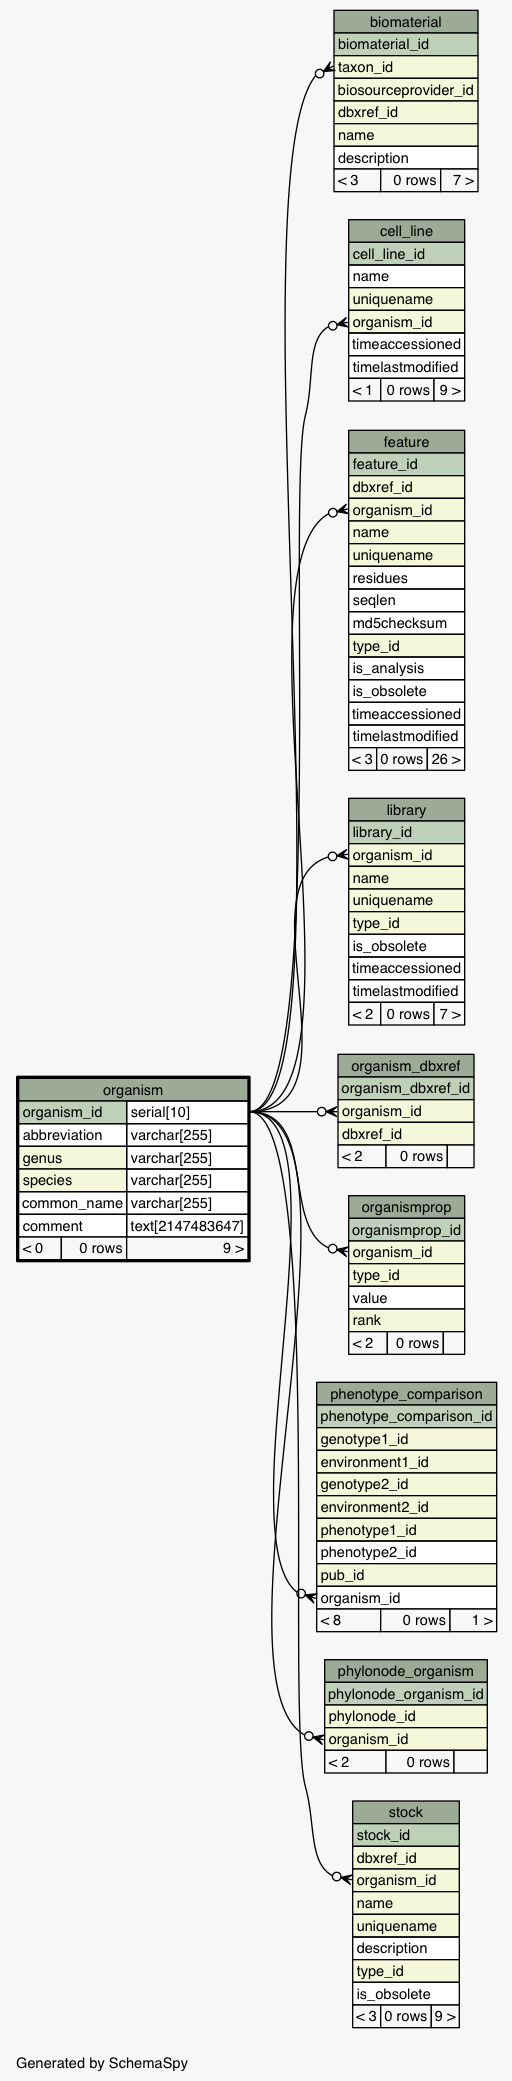 biomaterial
biomaterial_id
taxon_id
biosourceprovider_id
dbxref_id
name
description
< 3 0 rows 7 >
cell_line
cell_line_id
name
uniquename
organism_id
timeaccessioned
timelastmodified
< 1 0 rows 9 >
feature
feature_id
dbxref_id
organism_id
name
uniquename
residues
seqlen
md5checksum
type_id
is_analysis
is_obsolete
timeaccessioned
timelastmodified
< 3 0 rows 26 >
library
library_id
organism_id
name
uniquename
type_id
is_obsolete
timeaccessioned
timelastmodified
< 2 0 rows 7 >
organism
organism_id serial[10]
abbreviation varchar[255]
genus varchar[255]
species varchar[255]
common_name varchar[255]
comment text[2147483647]
< 0 0 rows 9 >
organism_dbxref
organism_dbxref_id
organism_id
dbxref_id
< 2 0 rows
organismprop
organismprop_id
organism_id
type_id
value
rank
< 2 0 rows
phenotype_comparison
phenotype_comparison_id
genotype1_id
environment1_id
genotype2_id
environment2_id
phenotype1_id
phenotype2_id
pub_id
organism_id
< 8 0 rows 1 >
phylonode_organism
phylonode_organism_id
phylonode_id
organism_id
< 2 0 rows
stock
stock_id
dbxref_id
organism_id
name
uniquename
description
type_id
is_obsolete
< 3 0 rows 9 >
Generated by SchemaSpy